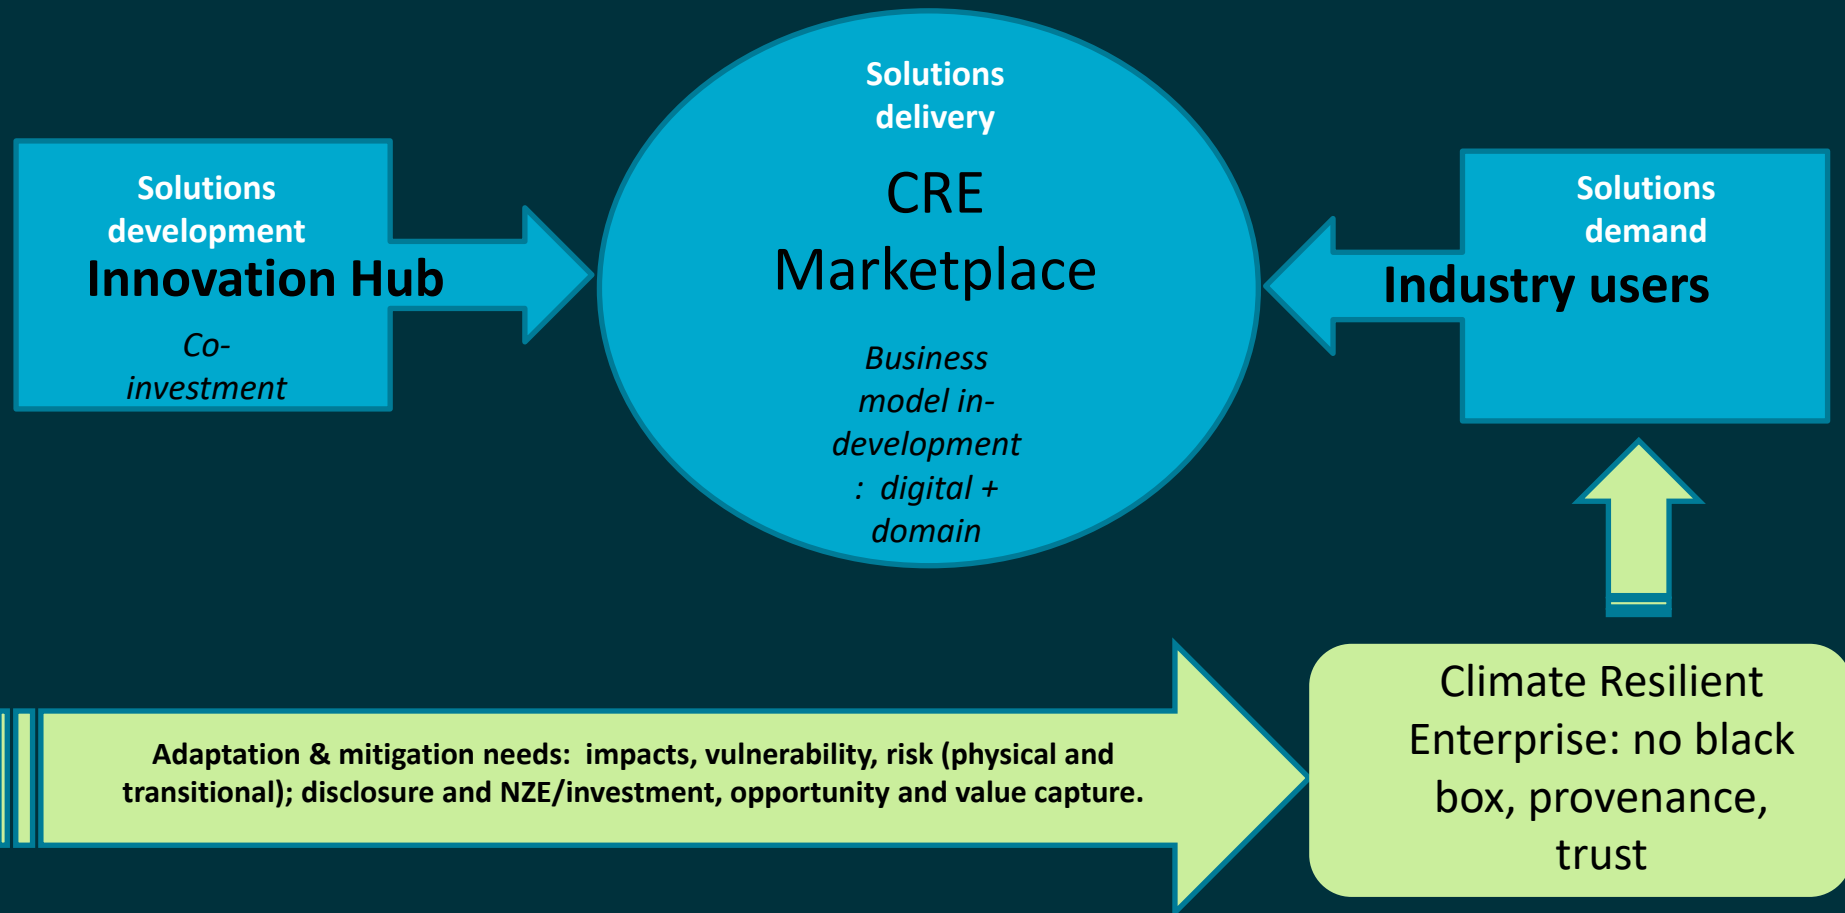 Solutions
development
Innovation Hub
Co-
investment
Solutions
delivery
CRE
Marketplace
Business
model in-
development
: digital +
domain
Solutions
demand
Industry users
Adaptation & mitigation needs: impacts, vulnerability, risk (physical and
transitional); disclosure and NZE/investment, opportunity and value capture.
Climate Resilient
Enterprise: no black
box, provenance,
trust